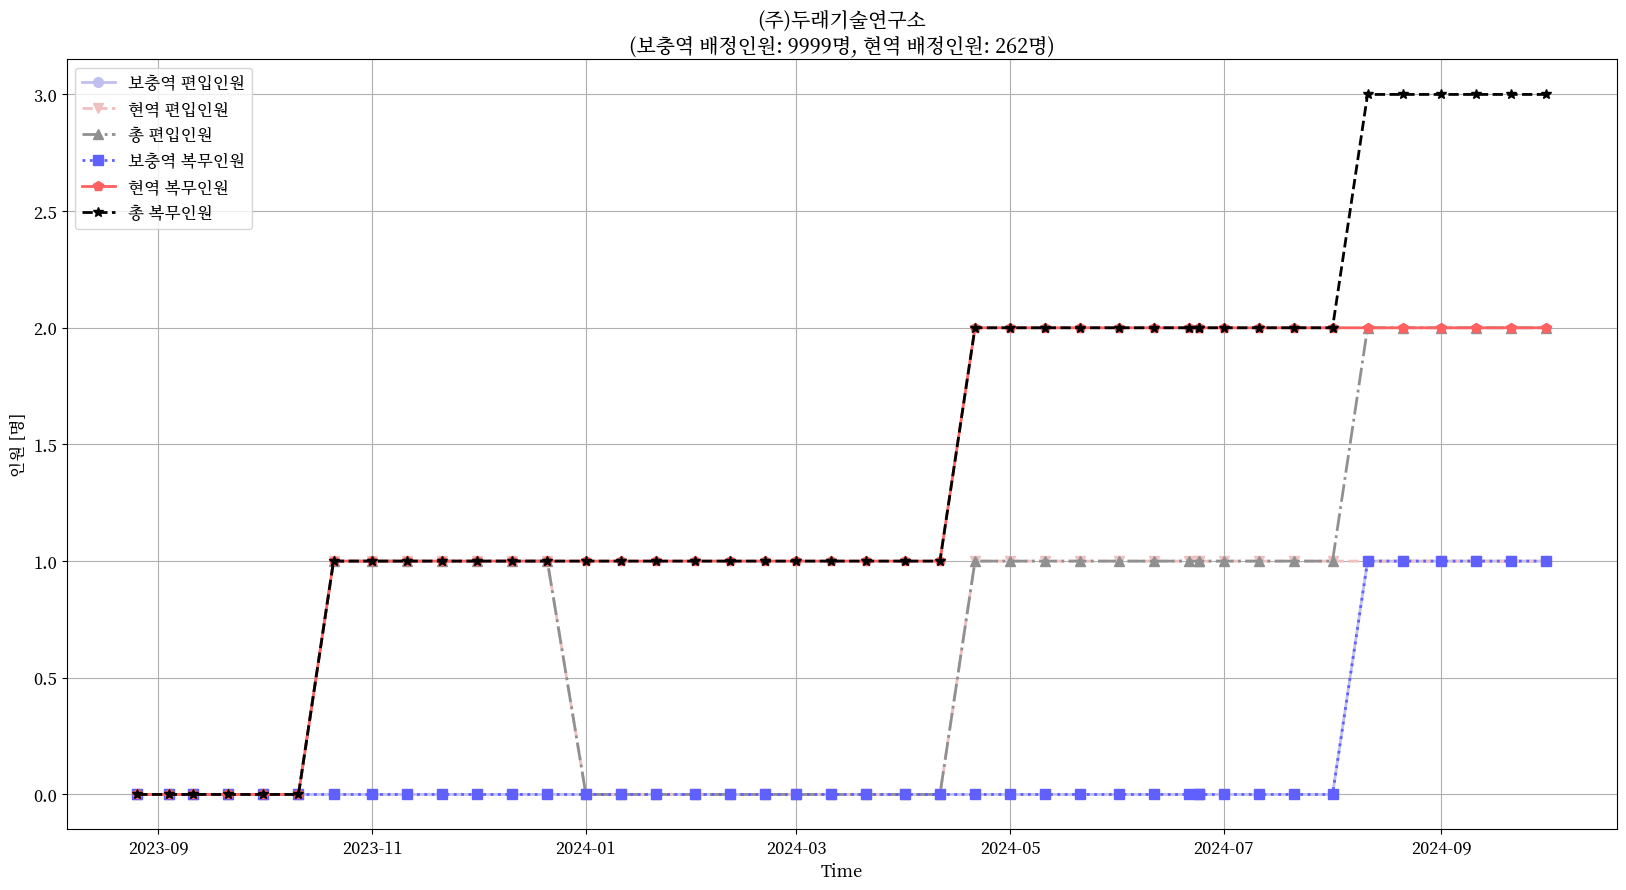 (주)두래기술연구소
(보충역 배정인원: 9999명, 현역 배정인원: 262명)
보충역 편입인원
현역 편입인원
총 편입인원
보충역 복무인원
현역 복무인원
총 복무인원
인원 [명]
3.0
2.5
2.0
1.5
1.0
0.5
0.0
2023-09
2023-11
2024-01
2024-03
2024-05
2024-07
2024-09
Time